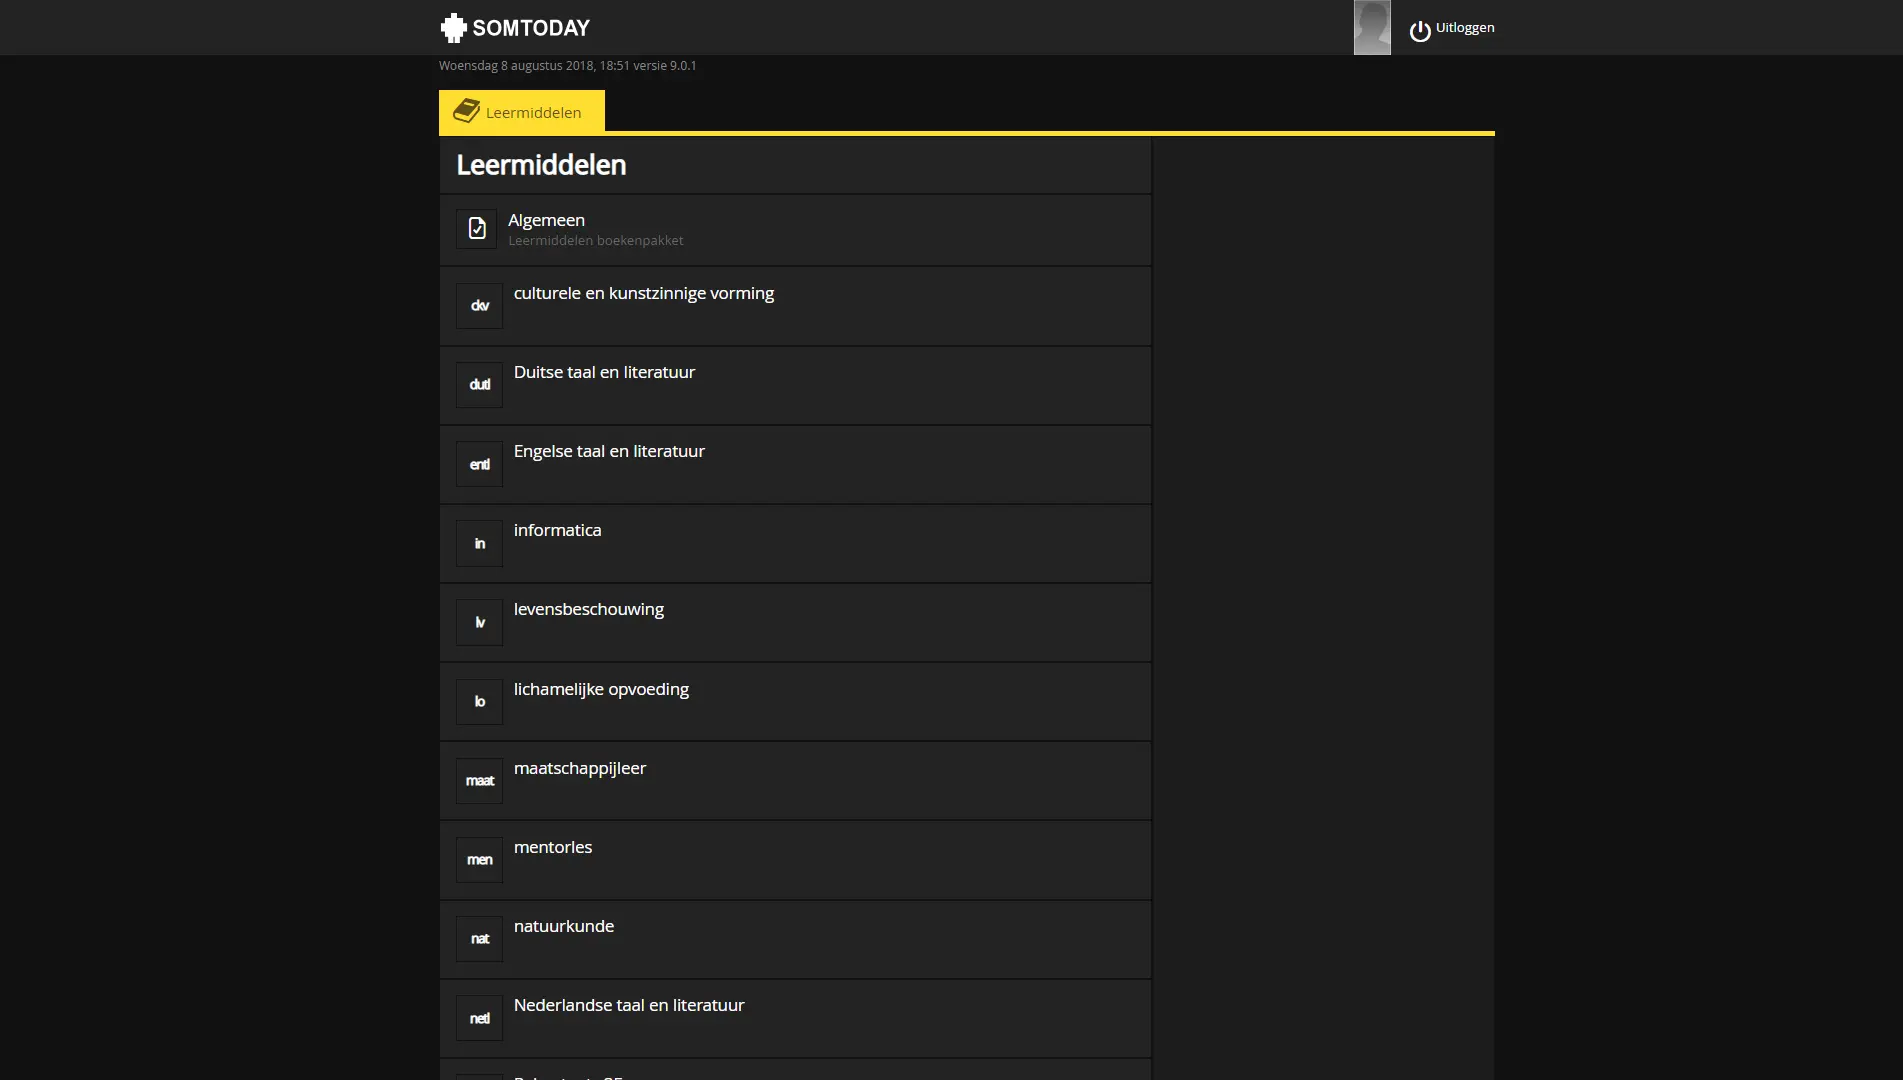 SOMTODAY
Uitloggen
Woensdag 8 augustus 2018, 18:51 versie 9.0.1
Leermiddelen
Leermiddelen
Algemeen
Leermiddelen boekenpakket
ckv
culturele en kunstzinnige vorming
dutl
Duitse taal en literatuur
entl
Engelse taal en literatuur
in
informatica
lv
levensbeschouwing
lo
lichamelijke opvoeding
maat
maatschappijleer
men
mentorles
nat
natuurkunde
netl
Nederlandse taal en literatuur